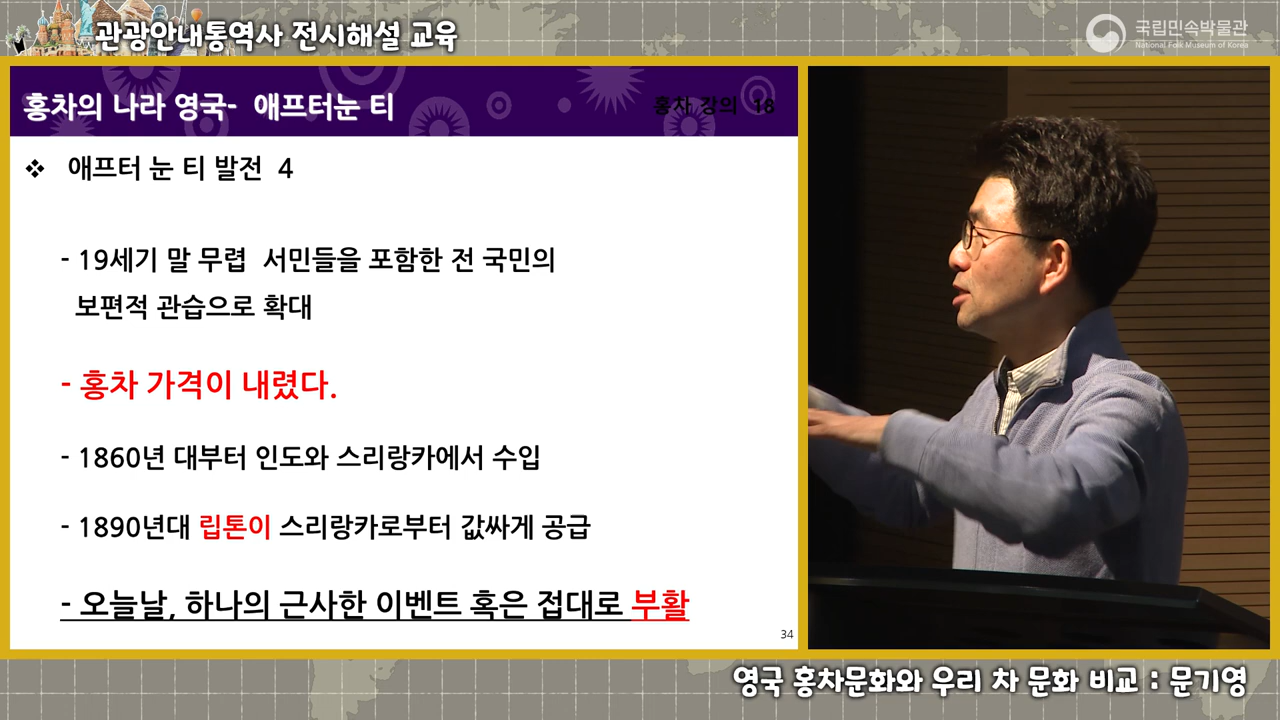 관광안내통역사 전시해설 교육
국립민속박물관
National Folk Museum of Korea
홍차의 나라 영국- 애프터눈 티
홍차 강의 18
❖ 애프터 눈 티 발전 4
- 19세기 말 무렵 서민들을 포함한 전 국민의
보편적 관습으로 확대
- 홍차 가격이 내렸다.
- 1860년 대부터 인도와 스리랑카에서 수입
- 1890년대 립톤이 스리랑카로부터 값싸게 공급
- 오늘날, 하나의 근사한 이벤트 혹은 접대로 부활
34
영국 홍차문화와 우리 차 문화 비교 : 문기영